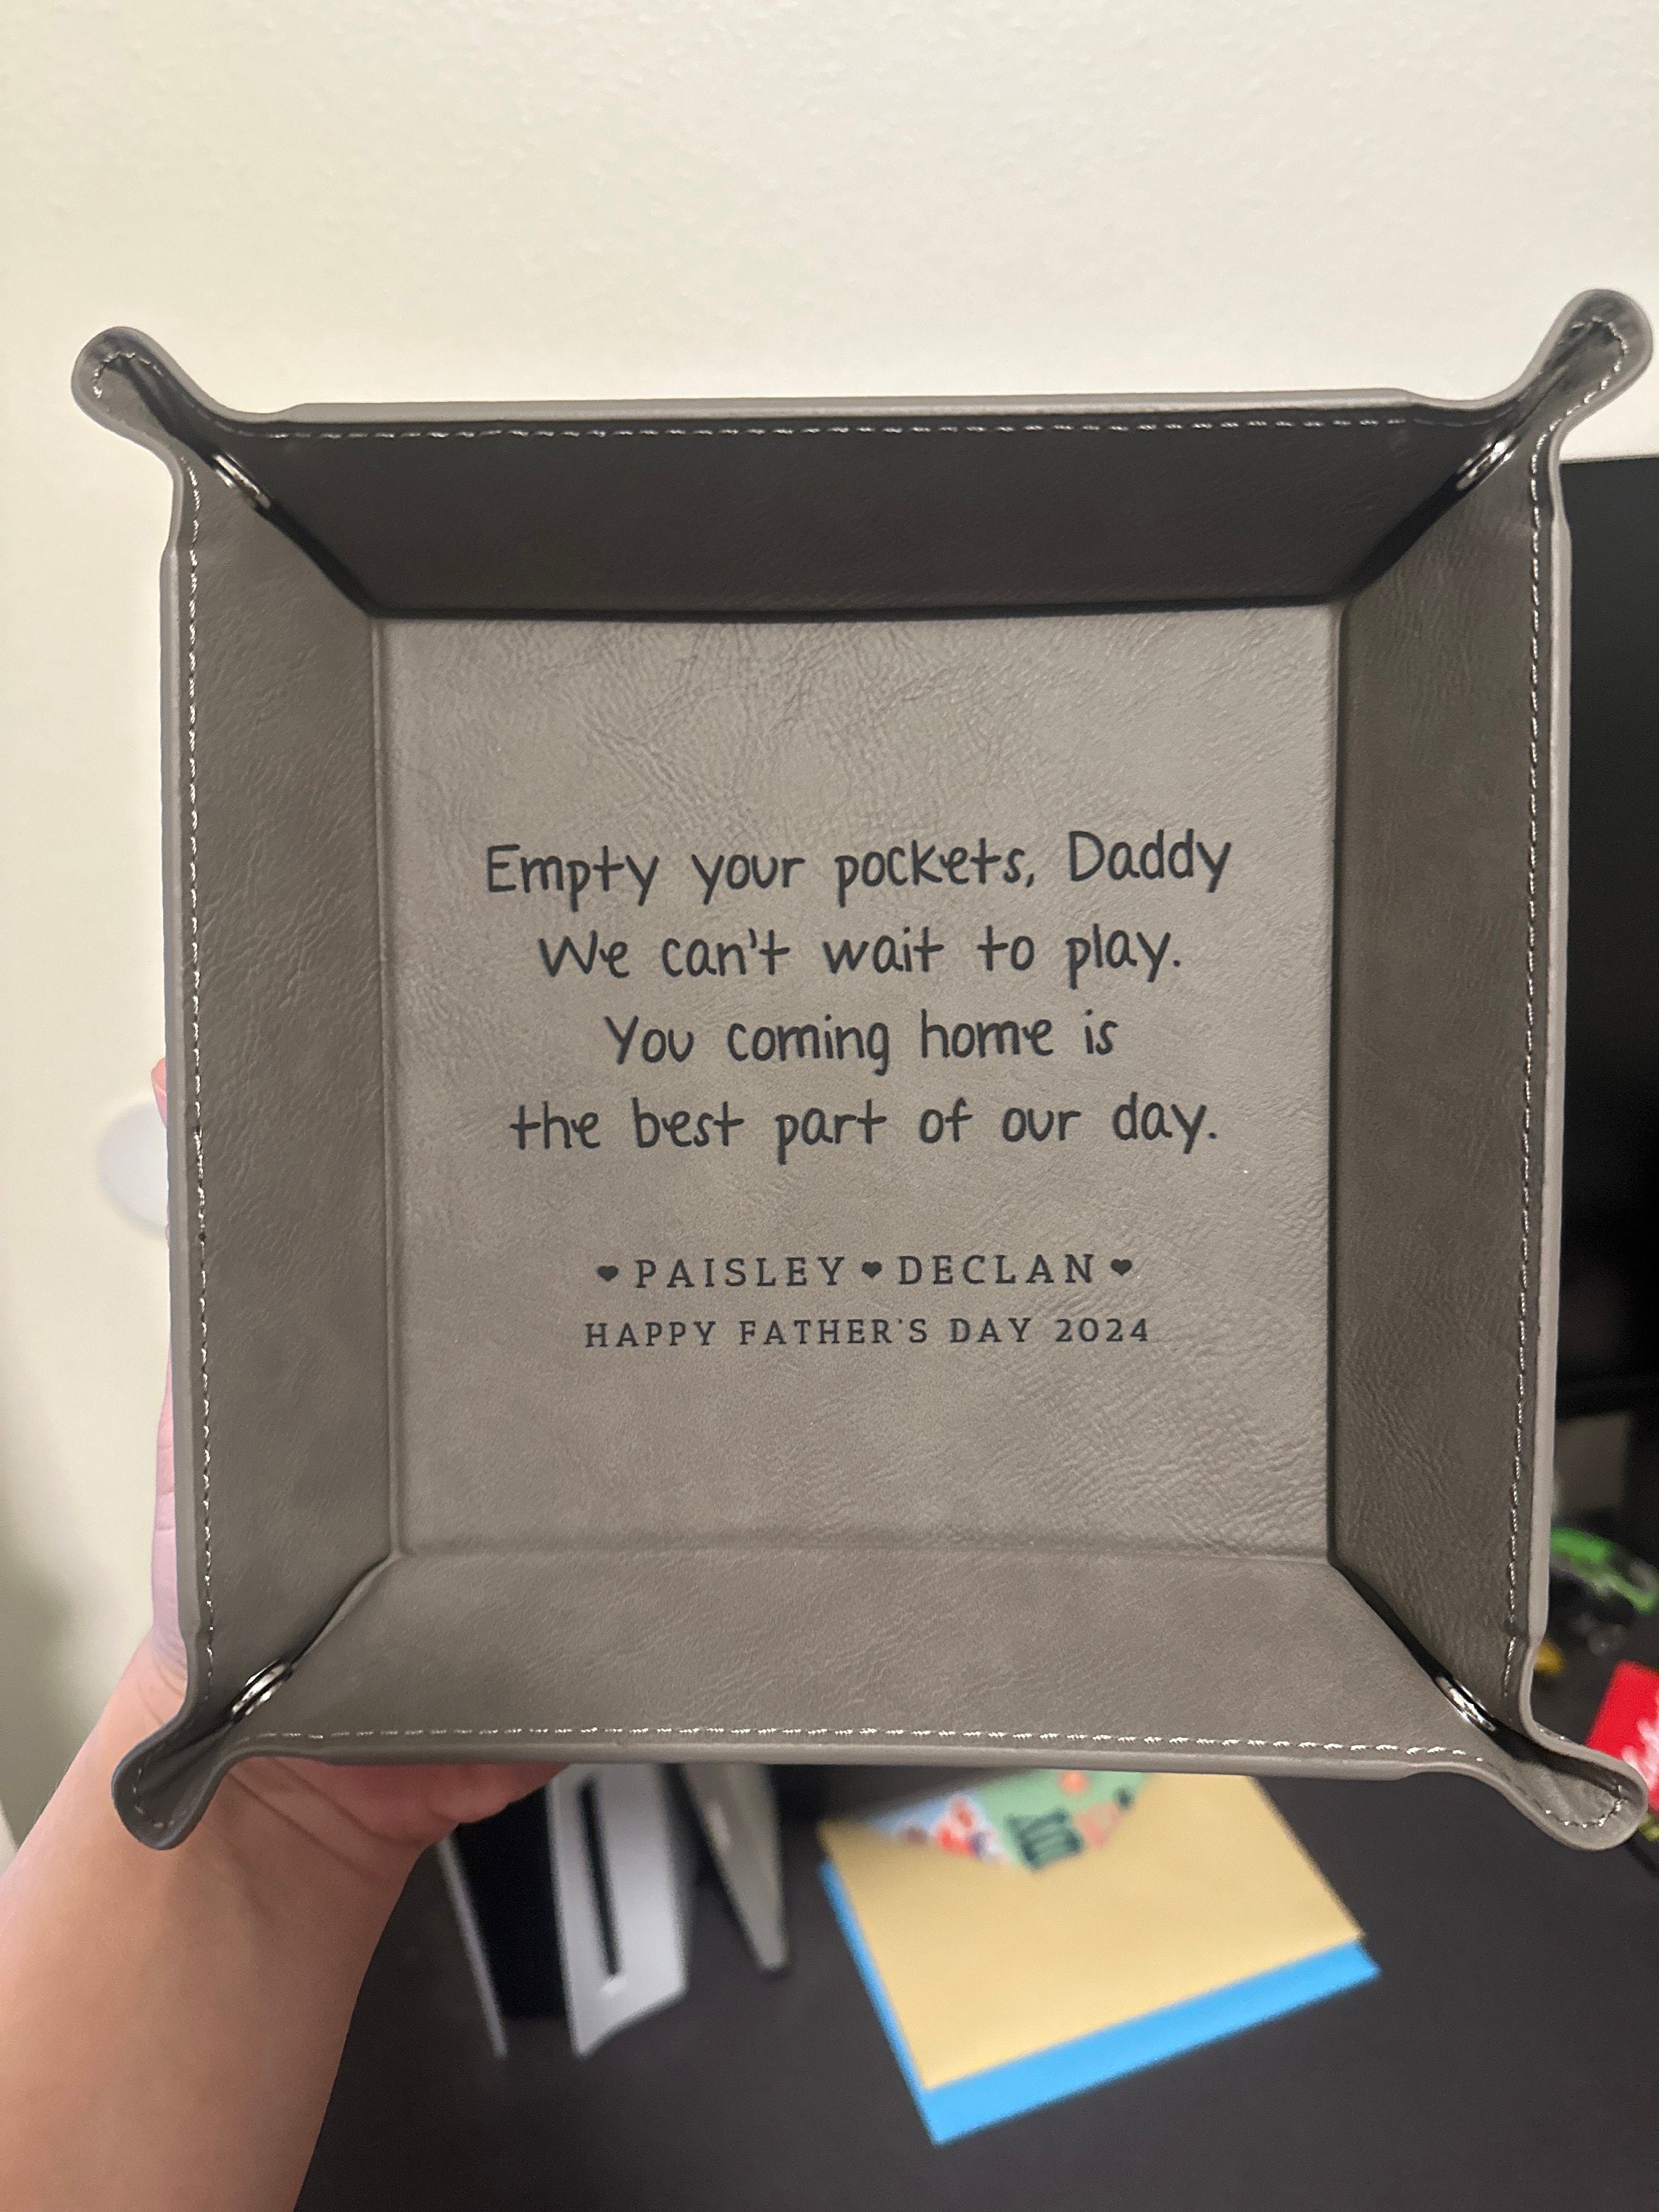 Empty your pockets, Daddy
We can't wait to play.
You coming home is
the best part of our day.
♥ PAISLEY ♥ DECLAN ♥
HAPPY FATHER'S DAY 2024